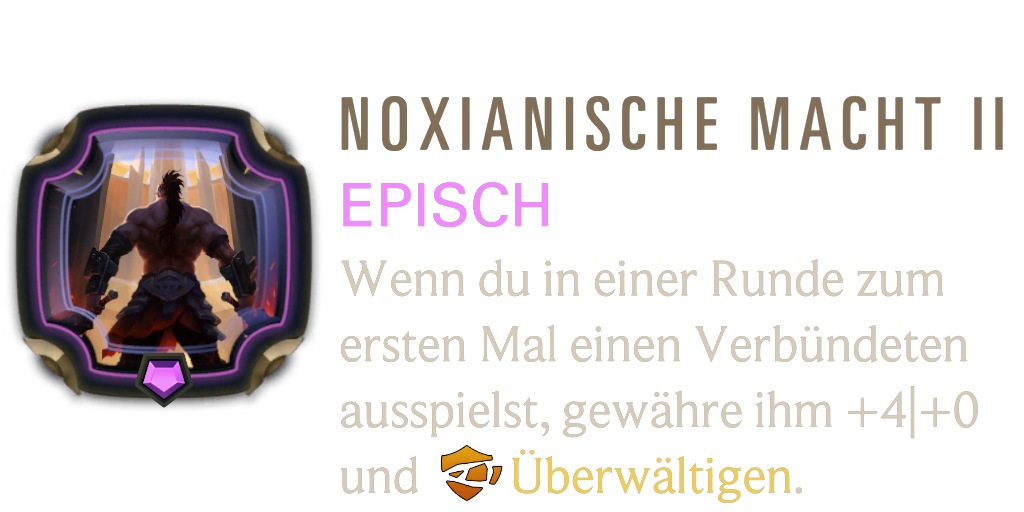 NOXIANISCHE MACHT II
EPISCH
Wenn du in einer Runde zum
ersten Mal einen Verbündeten
ausspielst, gewähre ihm +4|+0
und Überwältigen.